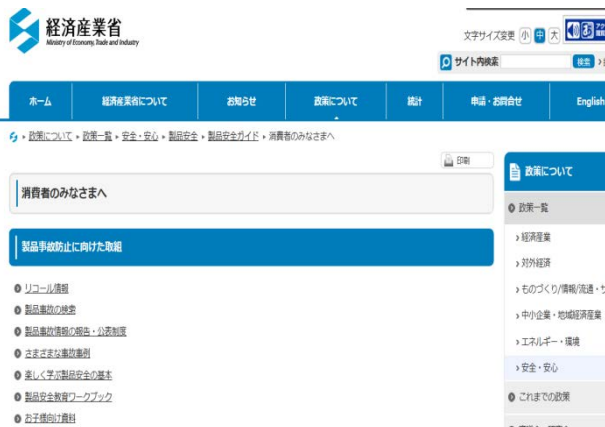 経済産業省
Ministry of Economy, Trade and Industry
文字サイズ変更 小 中 大
サイト内検索 検索
ホーム 経済産業省について お知らせ 政策について 統計 申請・お問合せ English
政策について 政策一覧 安全・安心 製品安全 製品安全ガイド 消費者のみなさまへ
印刷
消費者のみなさまへ
製品事故防止に向けた取組
リコール情報
製品事故の検索
製品事故情報の報告・公表制度
さまざまな事故事例
楽しく学ぶ製品安全の基本
製品安全教育ワークブック
お子様向け資料
政策について
政策一覧
経済産業
対外経済
ものづくり/情報/流通・サ
中小企業・地域経済産業
エネルギー・環境
安全・安心
これまでの政策